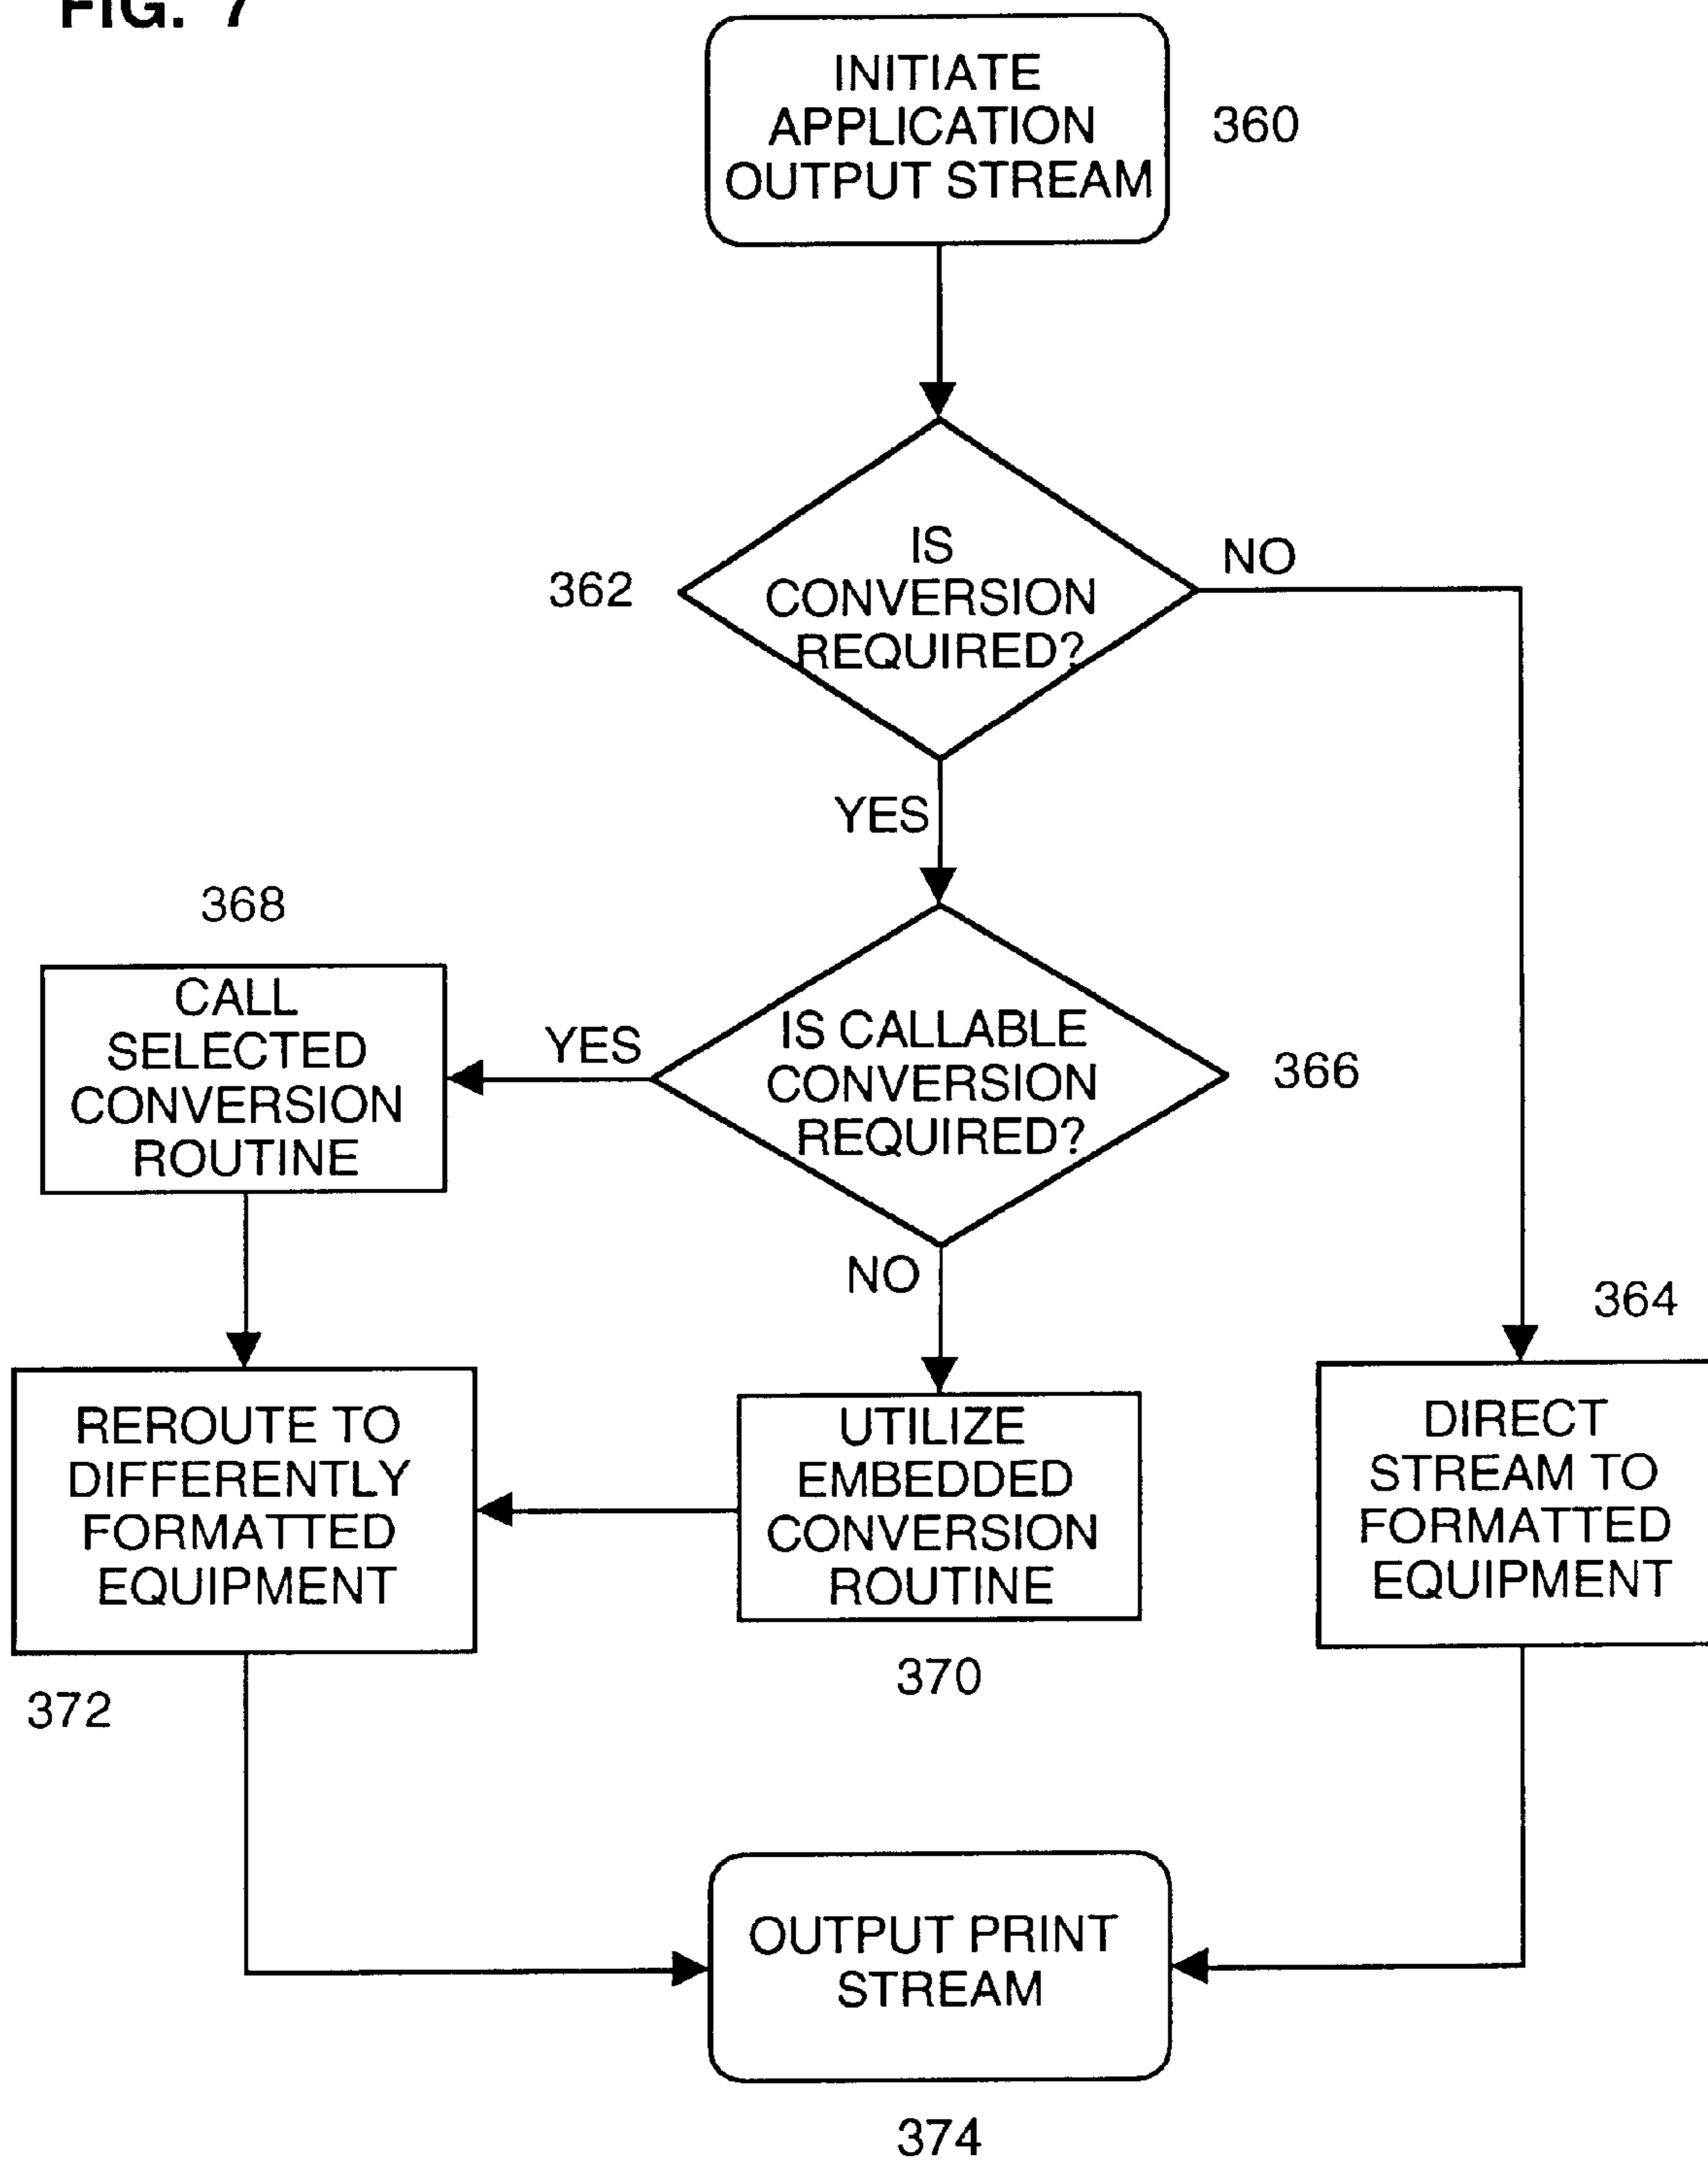 FIG. 7
INITIATE
APPLICATION
OUTPUT STREAM
360
IS
CONVERSION
REQUIRED?
362
NO
YES
368
CALL
SELECTED
CONVERSION
ROUTINE
YES
IS CALLABLE
CONVERSION
REQUIRED?
366
NO
364
REROUTE TO
DIFFERENTLY
FORMATTED
EQUIPMENT
372
UTILIZE
EMBEDDED
CONVERSION
ROUTINE
370
DIRECT
STREAM TO
FORMATTED
EQUIPMENT
OUTPUT PRINT
STREAM
374